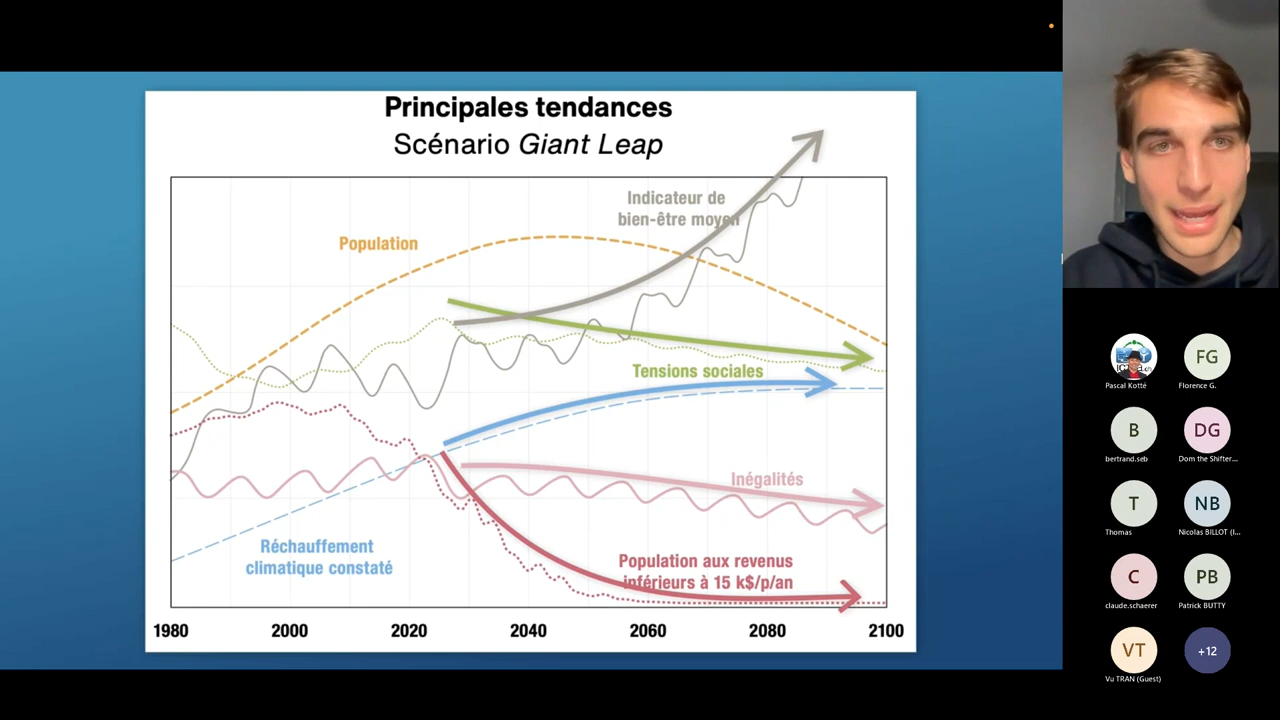 Principales tendances
Scénario Giant Leap
Indicateur de
bien-être moyen
Population
Tensions sociales
Inégalités
Réchauffement
climatique constaté
Population aux revenus
inférieurs à 15 k$/p/an
1980 2000 2020 2040 2060 2080 2100
Pascal Kotté
FG
Florence G.
B
bertrand.seb
DG
Dom the Shifter...
T
Thomas
NB
Nicolas BILLOT (I...
C
claude.schaerer
PB
Patrick BUTTY
VT
Vu TRAN (Guest)
+12